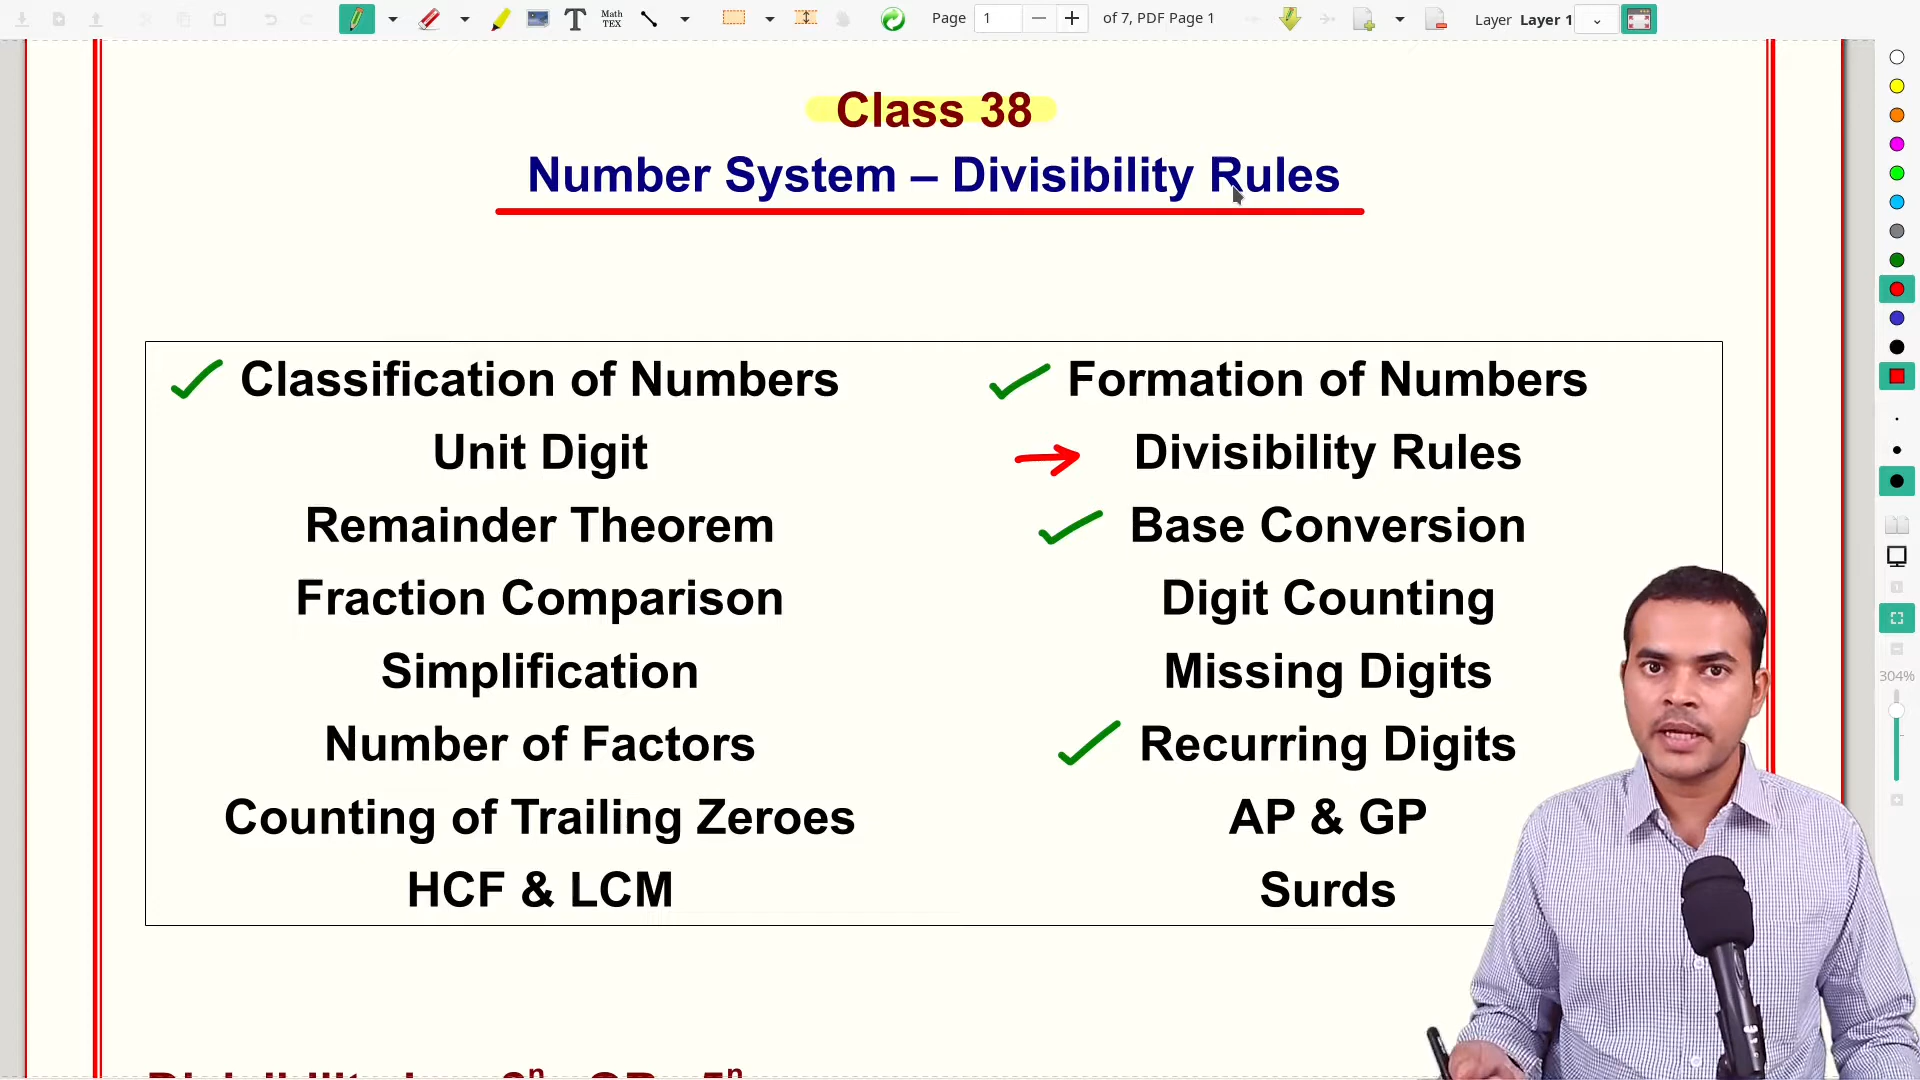 Page 1 of 7, PDF Page 1 Layer Layer 1
Math
TEX
Class 38
Number System – Divisibility Rules
Classification of Numbers Formation of Numbers
Unit Digit Divisibility Rules
Remainder Theorem Base Conversion
Fraction Comparison Digit Counting
Simplification Missing Digits
Number of Factors Recurring Digits
Counting of Trailing Zeroes AP & GP
HCF & LCM Surds
304%